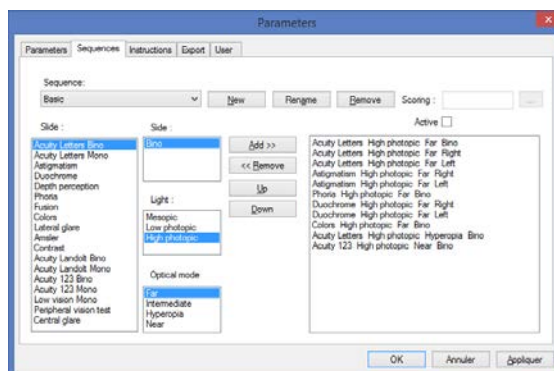 Parameters
Parameters Sequences Instructions Export User
Sequence:
Basic New Rename Remove Scoring : ...
Active
Slide :
Acuity Letters Bino
Acuity Letters Mono
Astigmatism
Duochrome
Depth perception
Phoria
Fusion
Colors
Lateral glare
Amsler
Contrast
Acuity Landolt Bino
Acuity Landolt Mono
Acuity 123 Bino
Acuity 123 Mono
Low vision Mono
Peripheral vision test
Central glare
Side :
Bino
Light :
Mesopic
Low photopic
High photopic
Optical mode
Far
Intermediate
Hyperopia
Near
Add >>
<< Remove
Up
Down
Acuity Letters High photopic Far Bino
Acuity Letters High photopic Far Right
Acuity Letters High photopic Far Left
Astigmatism High photopic Far Right
Astigmatism High photopic Far Left
Phoria High photopic Far Bino
Duochrome High photopic Far Right
Duochrome High photopic Far Left
Colors High photopic Far Bino
Acuity Letters High photopic Hyperopia Bino
Acuity 123 High photopic Near Bino
OK Annuler Appliquer